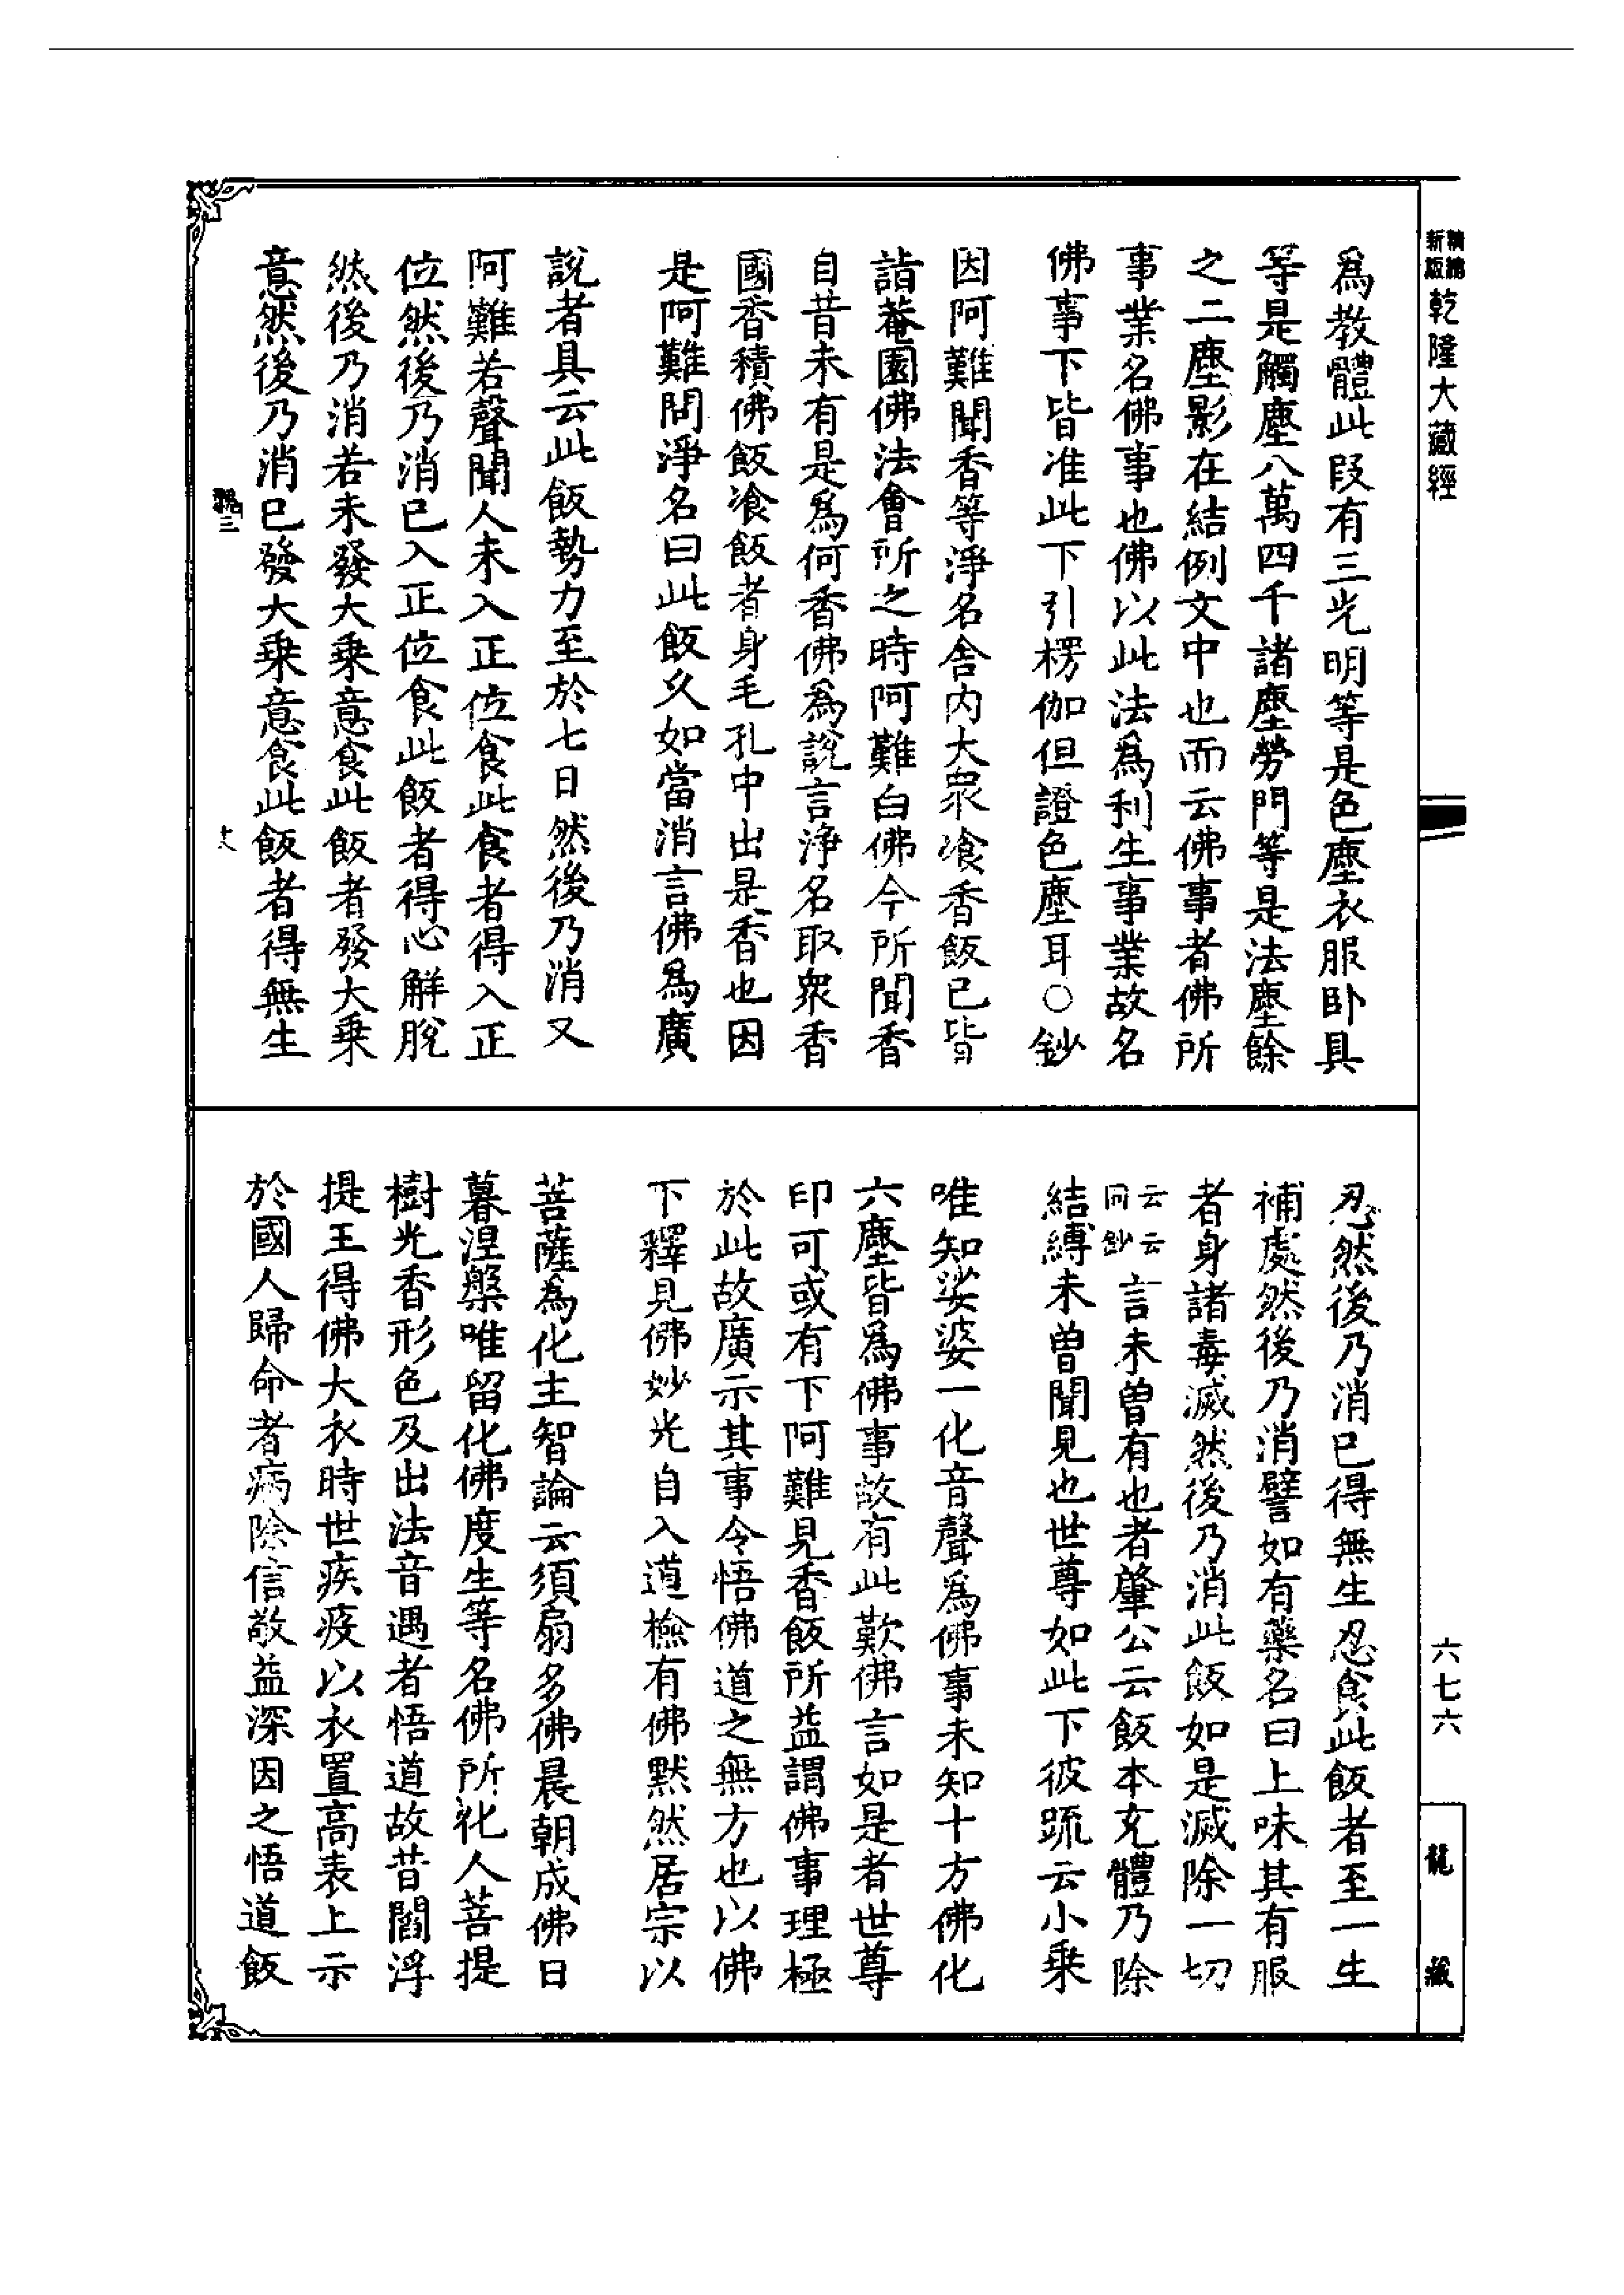 精繪
新版
乾隆大藏經
六七六
龍藏
爲教體此段有三光明等是色塵衣服卧具
等是觸塵八萬四千諸塵勞門等是法塵餘
之二塵影在結例文中也而云佛事者佛所
事業名佛事也佛以此法爲利生事業故名
佛事下皆准此下引楞伽但證色塵耳○鈔
因阿難聞香等淨名舍内大衆飡香飯已皆
詣菴園佛法會所之時阿難白佛今所聞香
自昔未有是爲何香佛爲說言淨名取衆香
國香積佛飯飡飯者身毛孔中出是香也因
是阿難問淨名曰此飯久如當消言佛爲廣
說者具云此飯勢力至於七日然後乃消又
阿難若聲聞人未入正位食此食者得入正
位然後乃消已入正位食此飯者得心解脫
然後乃消若未發大乗意食此飯者發大乗
意然後乃消已發大乗意食此飯者得無生
忍然後乃消已得無生忍食此飯者至一生
補處然後乃消譬如有藥名曰上味其有服
者身諸毒滅然後乃消此飯如是滅除一切
云云同鈔言未曽有也者肇公云飯本充體乃除
結縛未曽聞見也世尊如此下彼䟽云小乗
唯知娑婆一化音聲爲佛事未知十方佛化
六塵皆爲佛事故有此歎佛言如是者世尊
印可或有下阿難見香飯所益謂佛事理極
於此故廣示其事令悟佛道之無方也以佛
下釋見佛妙光自入道檢有佛默然居宗以
菩薩爲化主智論云須扇多佛晨朝成佛日
暮涅槃唯留化佛度生等名佛所化人菩提
樹光香形色及出法音遇者悟道故昔閻浮
提王得佛大衣時世疾疫以衣置高表上示
於國人歸命者病除信敬益深因之悟道飯